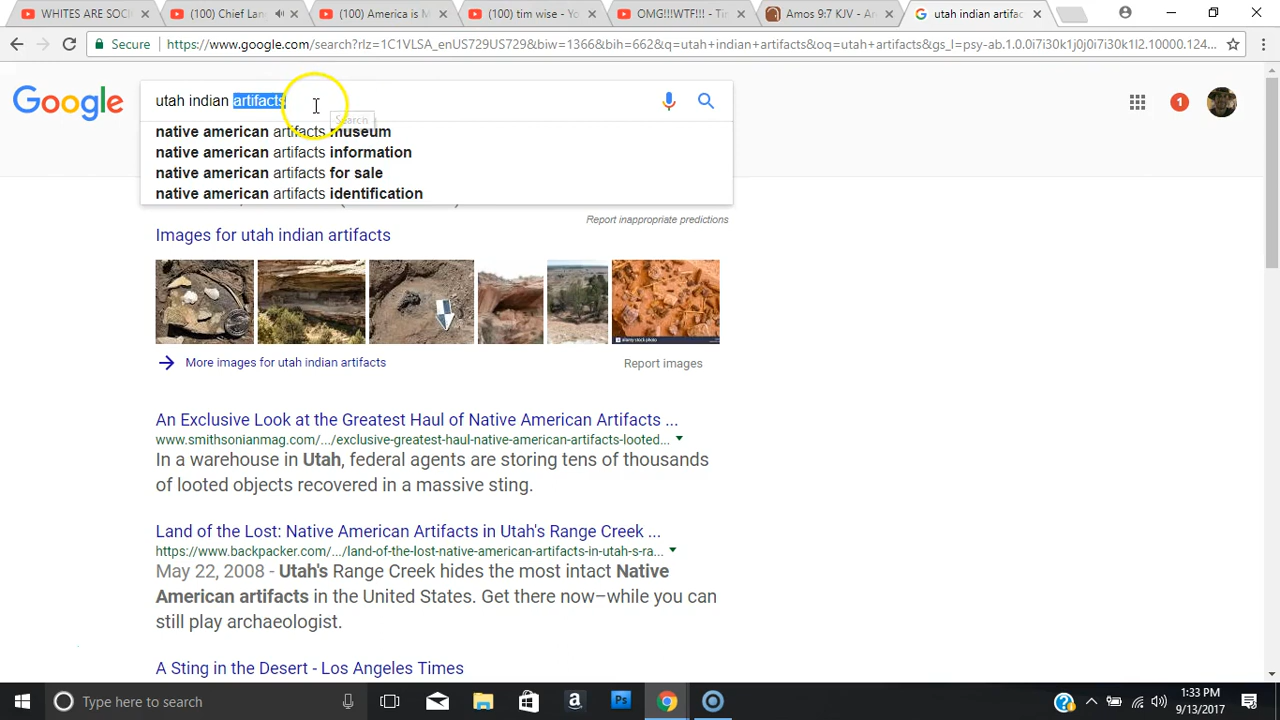 WHITES ARE SOC
(100) Chief Lan
(100) America is M
(100) tim wise - Yo
OMG!!!WTF!!! - Tim
Amos 9:7 KJV - An
utah indian artifac
Secure
https://www.google.com/search?rlz=1C1VLSA_enUS729US729&biw=1366&bih=662&q=utah+indian+artifacts&oq=utah+artifacts&gs_l=psy-ab.1.0.0i7i30k1j0j0i7i30k1l2.10000.124...
Google
utah indian artifacts
Search
1
native american artifacts museum
native american artifacts information
native american artifacts for sale
native american artifacts identification
Report inappropriate predictions
Images for utah indian artifacts
More images for utah indian artifacts
Report images
An Exclusive Look at the Greatest Haul of Native American Artifacts ...
www.smithsonianmag.com/.../exclusive-greatest-haul-native-american-artifacts-looted...
In a warehouse in Utah, federal agents are storing tens of thousands
of looted objects recovered in a massive sting.
Land of the Lost: Native American Artifacts in Utah's Range Creek ...
https://www.backpacker.com/.../land-of-the-lost-native-american-artifacts-in-utah-s-ra...
May 22, 2008 - Utah's Range Creek hides the most intact Native
American artifacts in the United States. Get there now–while you can
still play archaeologist.
A Sting in the Desert - Los Angeles Times
Type here to search
1:33 PM
9/13/2017